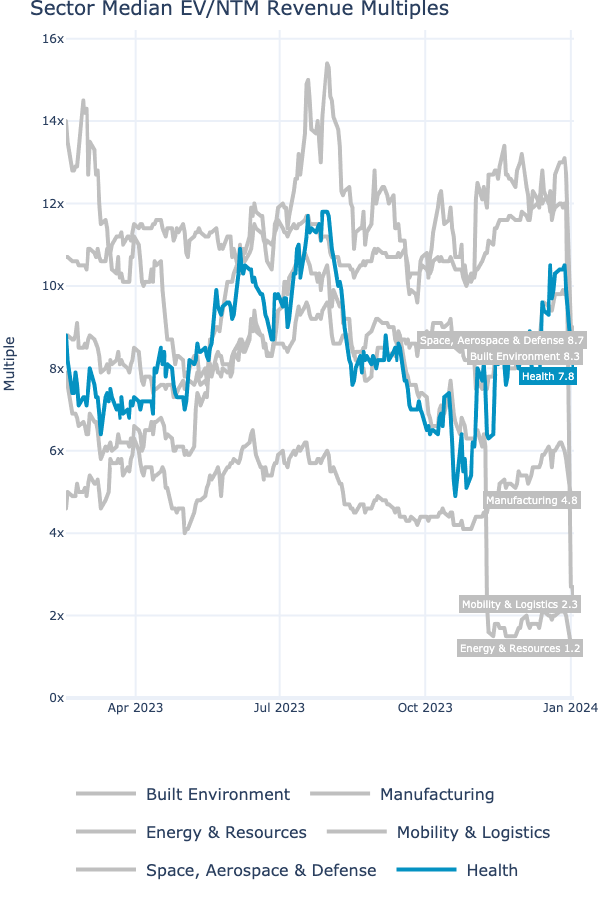 Sector Median EV/NTM Revenue Multiples
Multiple
16x
14x
12x
10x
8x
6x
4x
2x
0x
Space, Aerospace & Defense 8.7
Built Environment 8.3
Health 7.8
Manufacturing 4.8
Mobility & Logistics 2.3
Energy & Resources 1.2
Apr 2023 Jul 2023 Oct 2023 Jan 2024
Built Environment Manufacturing
Energy & Resources Mobility & Logistics
Space, Aerospace & Defense Health